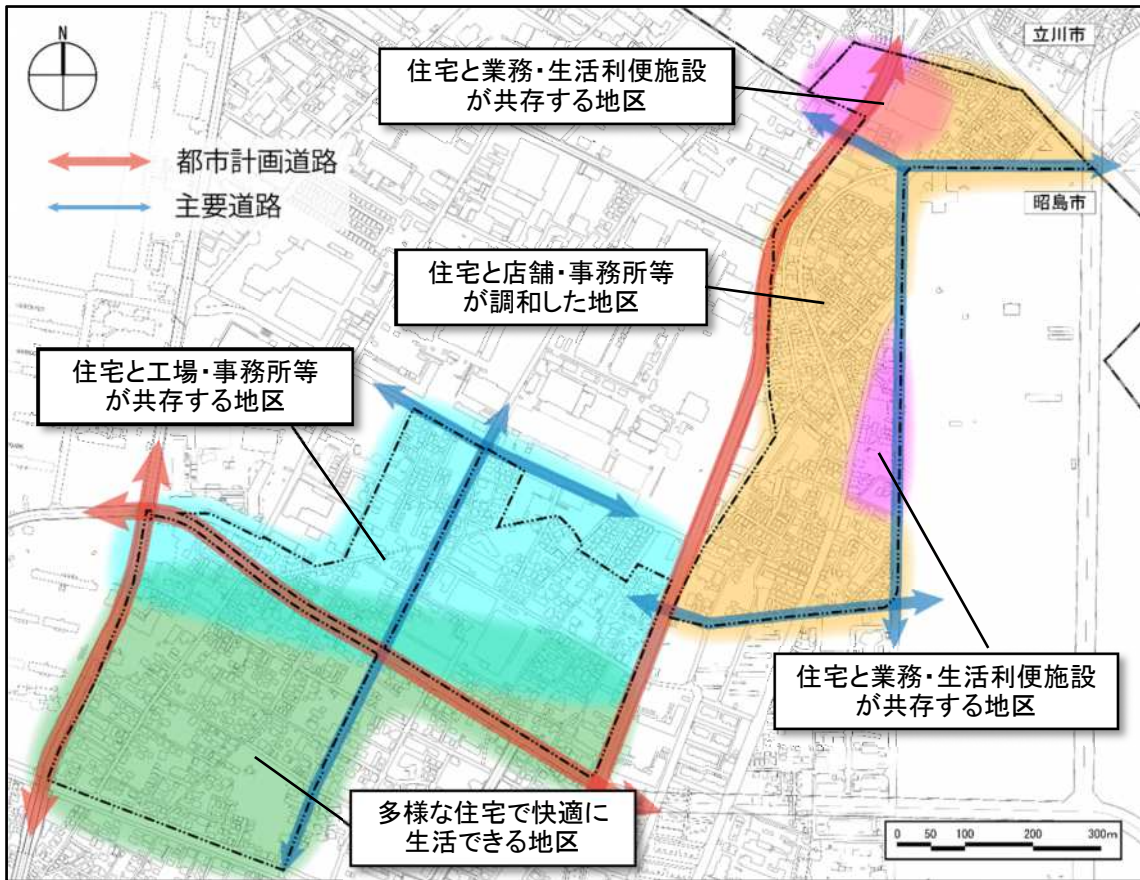 N
立川市
住宅と業務・生活利便施設
が共存する地区
都市計画道路
主要道路
昭島市
住宅と店舗・事務所等
が調和した地区
住宅と工場・事務所等
が共存する地区
住宅と業務・生活利便施設
が共存する地区
多様な住宅で快適に
生活できる地区
0 50 100 200 300m